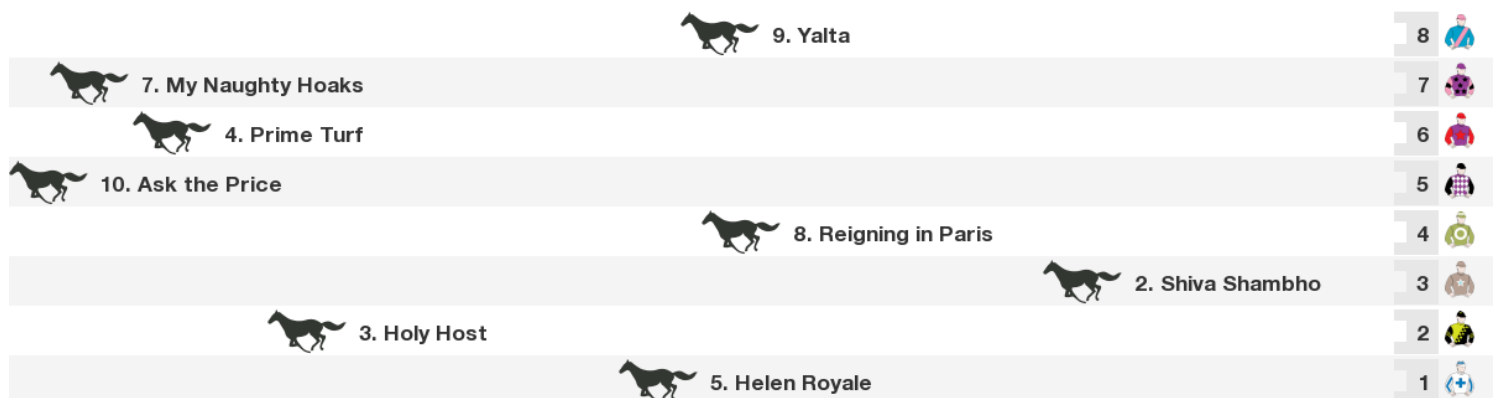 9. Yalta 8
7. My Naughty Hoaks 7
4. Prime Turf 6
10. Ask the Price 5
8. Reigning in Paris 4
2. Shiva Shambho 3
3. Holy Host 2
5. Helen Royale 1